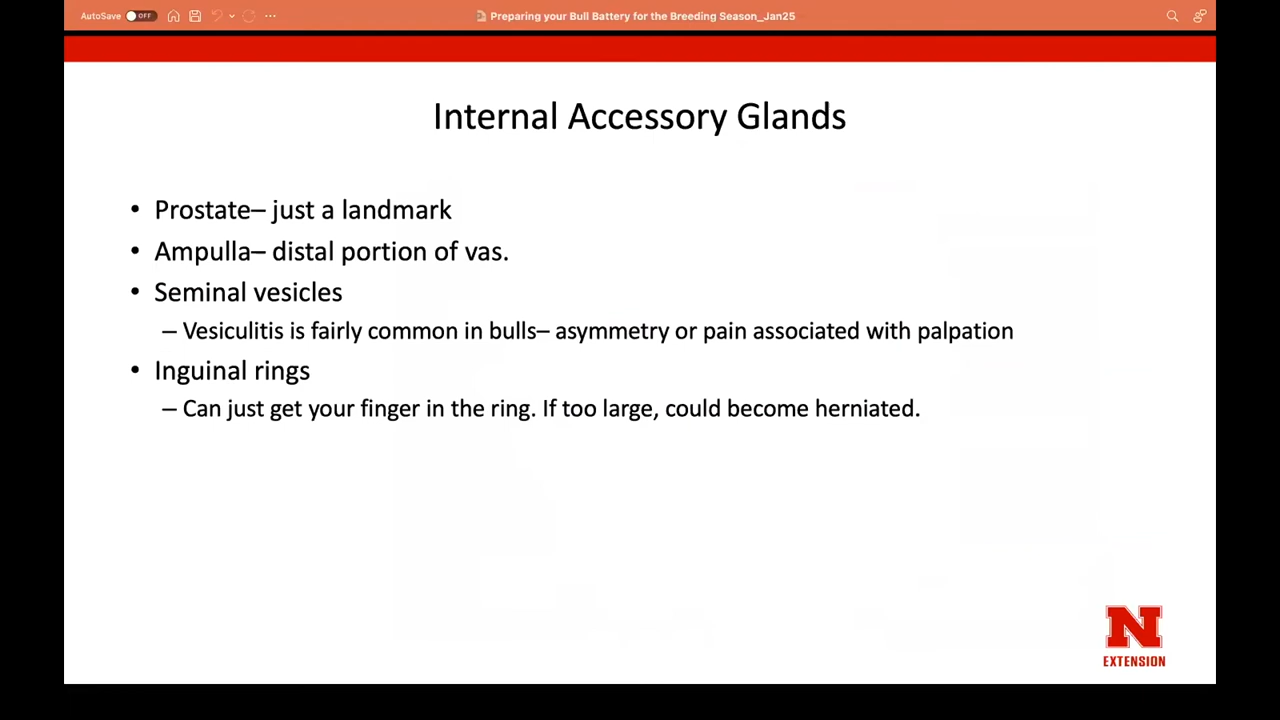 AutoSave OFF
Preparing your Bull Battery for the Breeding Season_Jan25
Internal Accessory Glands
• Prostate– just a landmark
• Ampulla– distal portion of vas.
• Seminal vesicles
– Vesiculitis is fairly common in bulls– asymmetry or pain associated with palpation
• Inguinal rings
– Can just get your finger in the ring. If too large, could become herniated.
N
EXTENSION